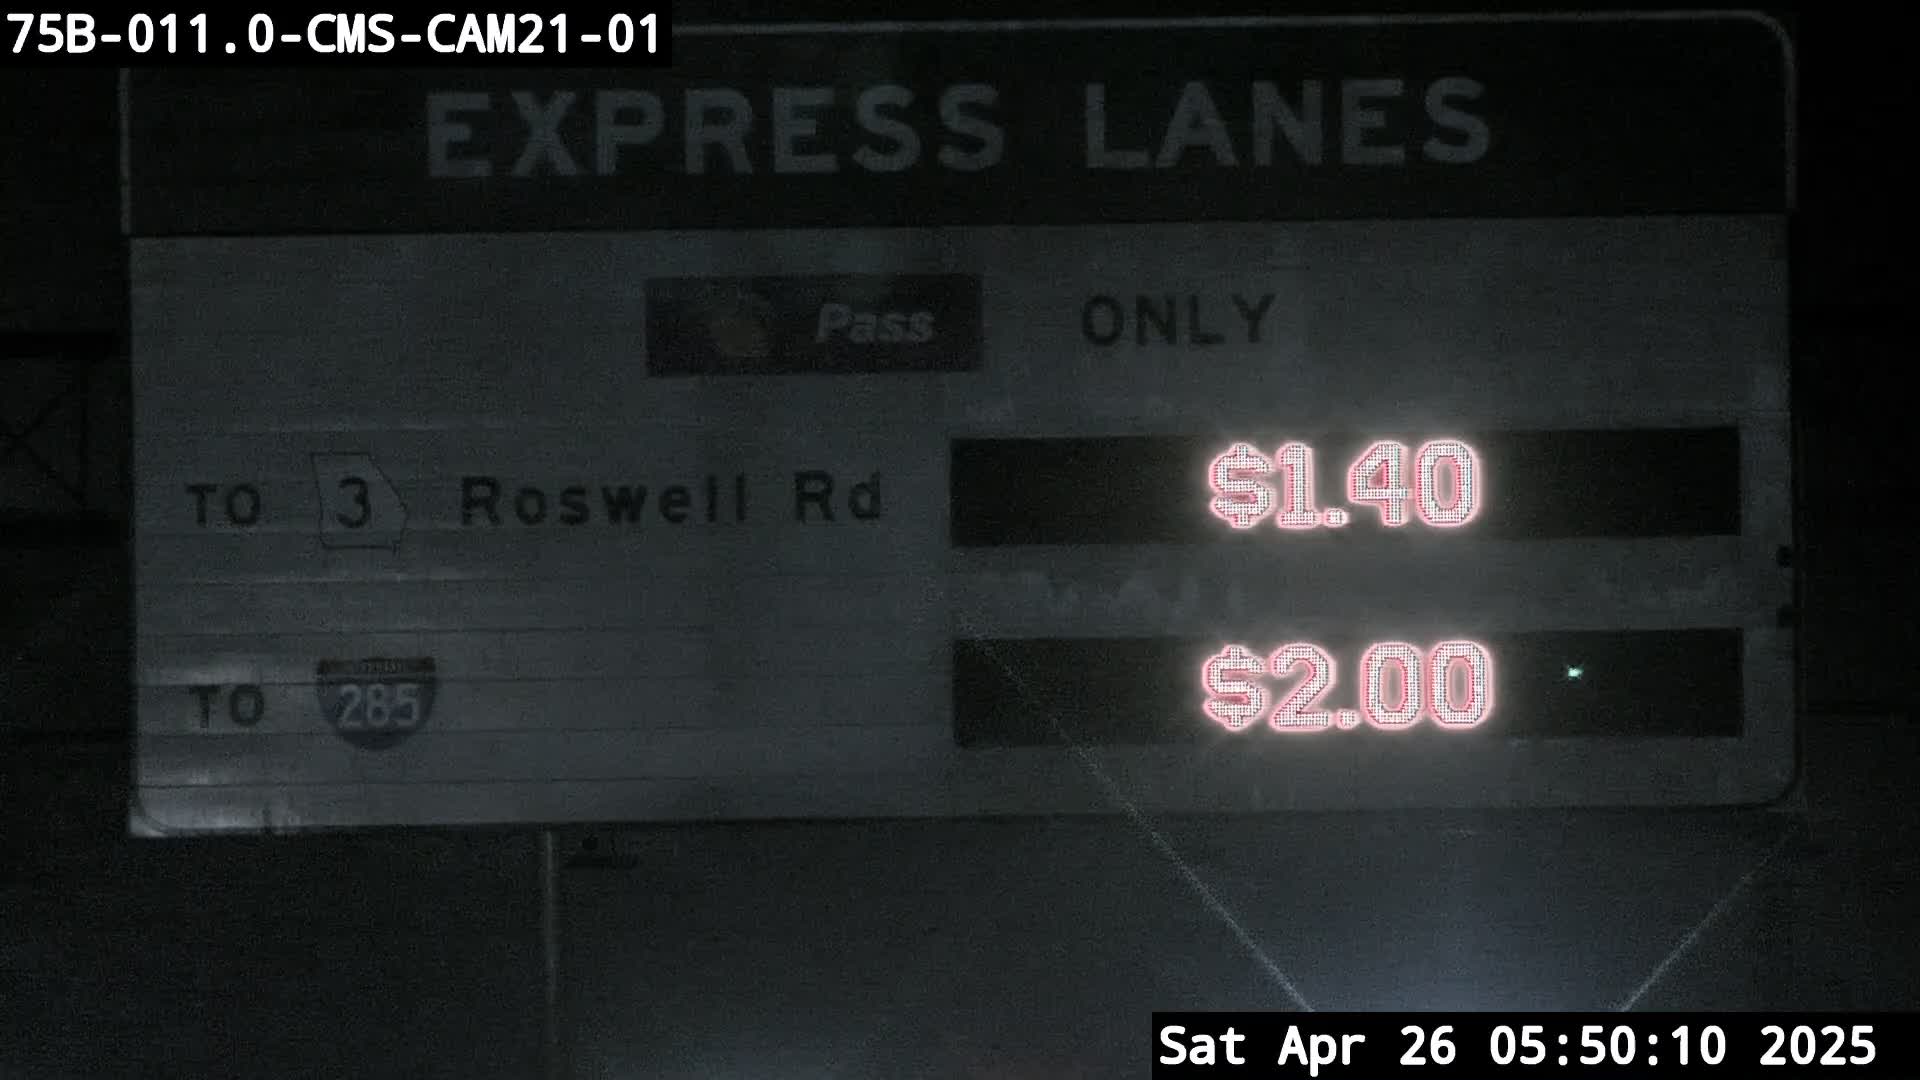 75B-011.0-CMS-CAM21-01
EXPRESS LANES
Pass ONLY
TO 3 Roswell Rd $1.40
TO 285 $2.00
Sat Apr 26 05:50:10 2025